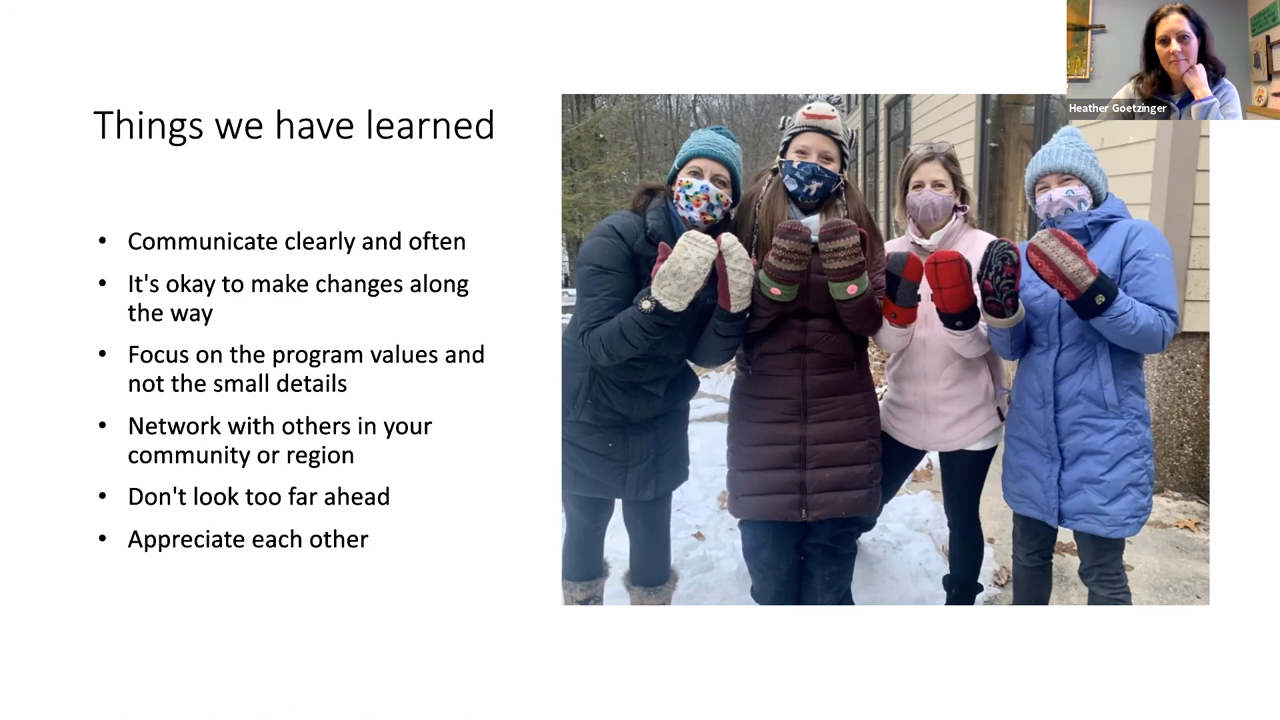 Heather Goetzinger
Things we have learned
• Communicate clearly and often
• It's okay to make changes along
the way
• Focus on the program values and
not the small details
• Network with others in your
community or region
• Don't look too far ahead
• Appreciate each other